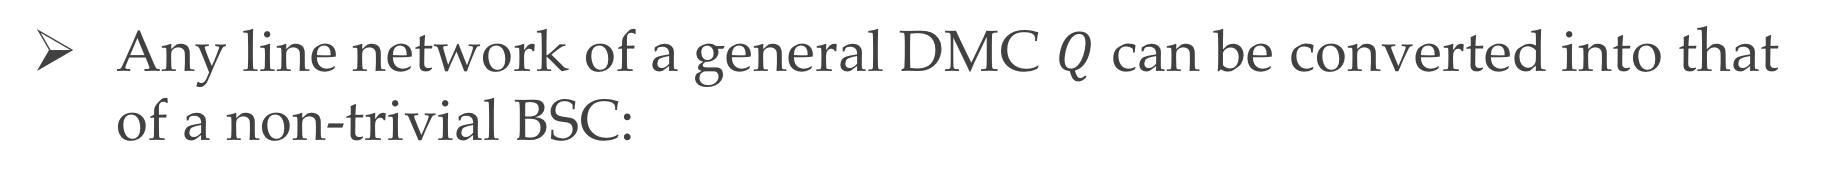 ➢ Any line network of a general DMC Q can be converted into that
of a non-trivial BSC: